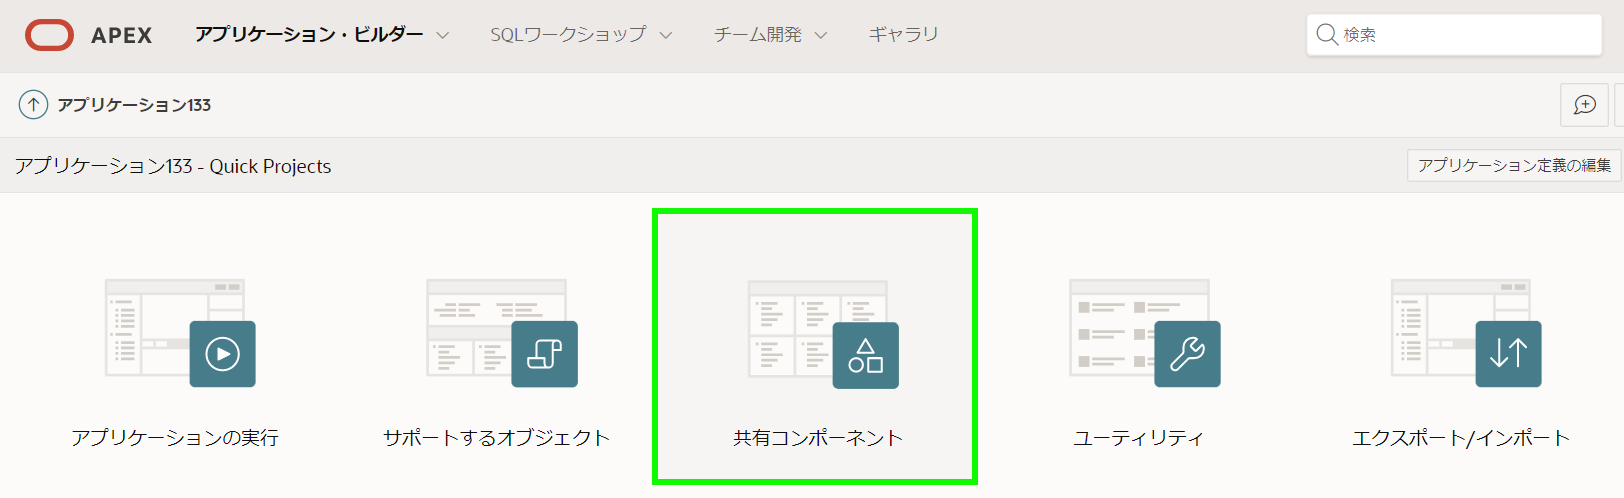 APEX アプリケーション・ビルダー SQLワークショップ チーム開発 ギャラリ 検索
アプリケーション133
アプリケーション133 - Quick Projects アプリケーション定義の編集
アプリケーションの実行 サポートするオブジェクト 共有コンポーネント ユーティリティ エクスポート/インポート